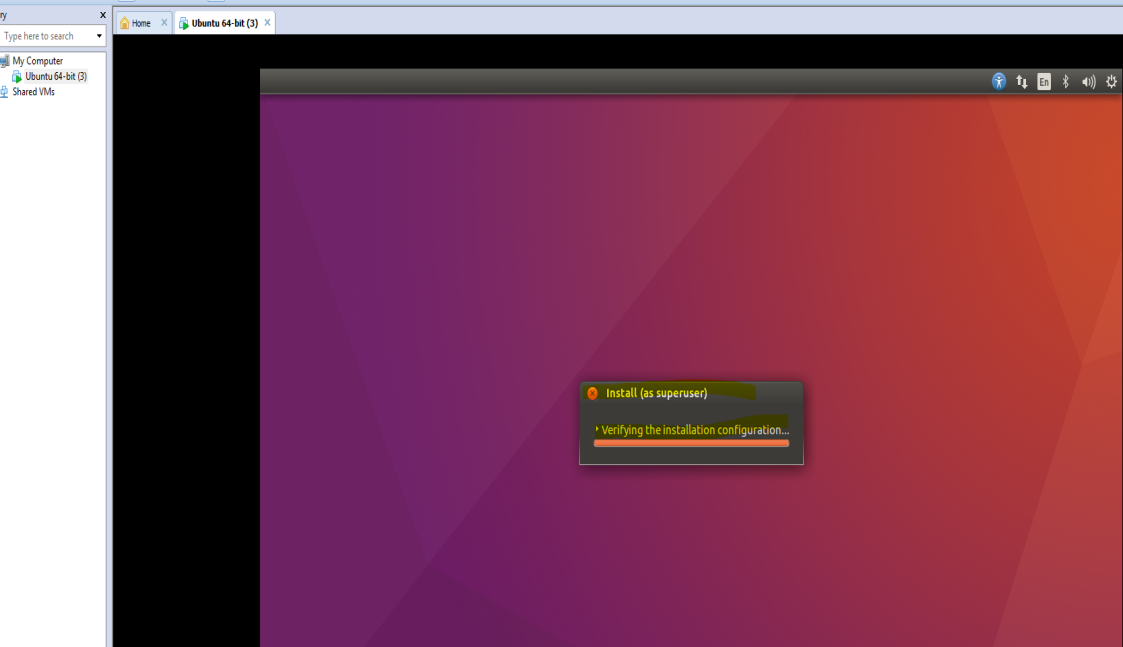 ry
x
Type here to search
My Computer
Ubuntu 64-bit (3)
Shared VMs
Home
Ubuntu 64-bit (3)
En
Install (as superuser)
Verifying the installation configuration...